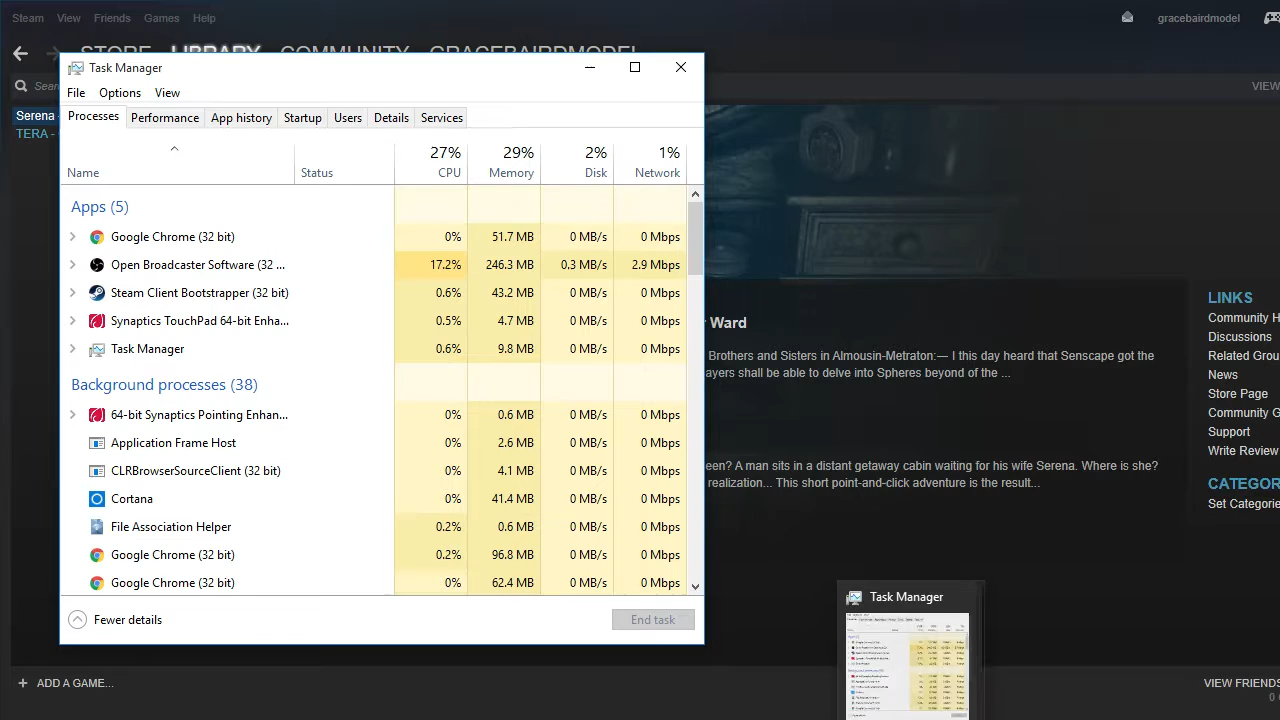 Steam View Friends Games Help gracebairdmodel
STORE LIBRARY COMMUNITY GRACEBAIRDMODEL
Task Manager
File Options View
Sear VIEW
Processes Performance App history Startup Users Details Services
Serena -
TERA -
27% 29% 2% 1%
Name Status CPU Memory Disk Network
Apps (5)
Google Chrome (32 bit) 0% 51.7 MB 0 MB/s 0 Mbps
Open Broadcaster Software (32 ... 17.2% 246.3 MB 0.3 MB/s 2.9 Mbps
Steam Client Bootstrapper (32 bit) 0.6% 43.2 MB 0 MB/s 0 Mbps
Synaptics TouchPad 64-bit Enha... 0.5% 4.7 MB 0 MB/s 0 Mbps
Task Manager 0.6% 9.8 MB 0 MB/s 0 Mbps
Background processes (38)
64-bit Synaptics Pointing Enhan... 0% 0.6 MB 0 MB/s 0 Mbps
Application Frame Host 0% 2.6 MB 0 MB/s 0 Mbps
CLRBrowserSourceClient (32 bit) 0% 4.1 MB 0 MB/s 0 Mbps
Cortana 0% 41.4 MB 0 MB/s 0 Mbps
File Association Helper 0.2% 0.6 MB 0 MB/s 0 Mbps
Google Chrome (32 bit) 0.2% 96.8 MB 0 MB/s 0 Mbps
Google Chrome (32 bit) 0% 62.4 MB 0 MB/s 0 Mbps
Fewer details End task
Ward
Brothers and Sisters in Almousin-Metraton:— I this day heard that Senscape got the
ayers shall be able to delve into Spheres beyond of the ...
een? A man sits in a distant getaway cabin waiting for his wife Serena. Where is she?
realization... This short point-and-click adventure is the result...
LINKS
Community H
Discussions
Related Grou
News
Store Page
Community G
Support
Write Review
CATEGOR
Set Categorie
Task Manager
+ ADD A GAME...
VIEW FRIENDS
0